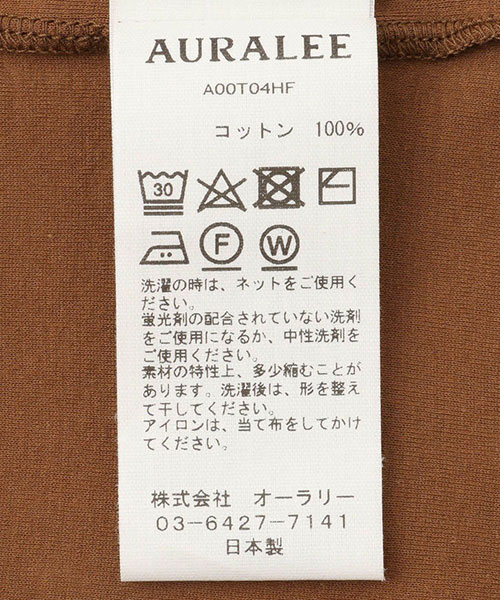 AURALEE
A00T04HF
コットン 100%
30
F W
洗濯の時は、ネットをご使用く
ださい。
蛍光剤の配合されていない洗剤
をご使用になるか、中性洗剤を
ご使用ください。
素材の特性上、多少縮むことが
あります。洗濯後は、形を整え
て干してください。
アイロンは、当て布をしてかけ
てください。
株式会社 オーラリー
03-6427-7141
日本製